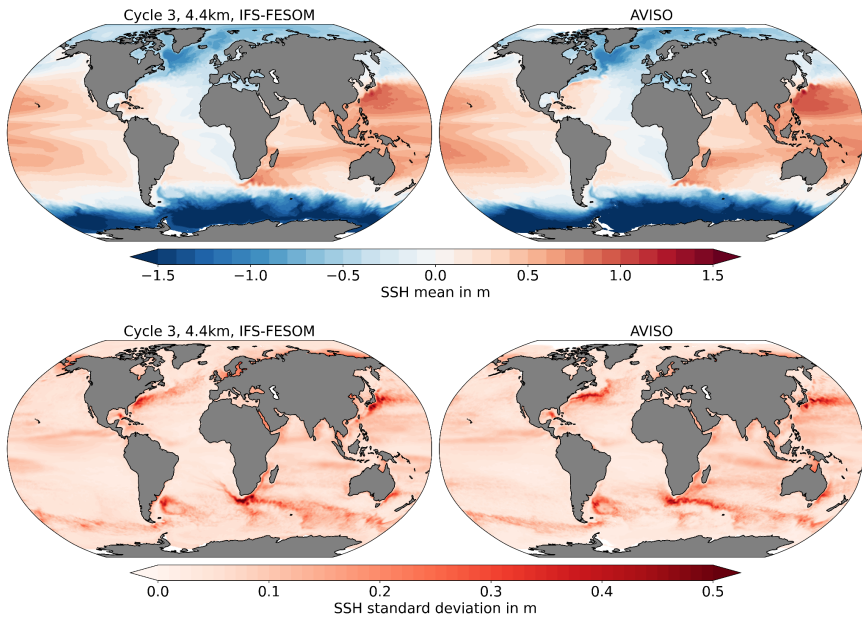 Cycle 3, 4.4km, IFS-FESOM
AVISO
−1.5 −1.0 −0.5 0.0 0.5 1.0 1.5
SSH mean in m
Cycle 3, 4.4km, IFS-FESOM
AVISO
0.0 0.1 0.2 0.3 0.4 0.5
SSH standard deviation in m